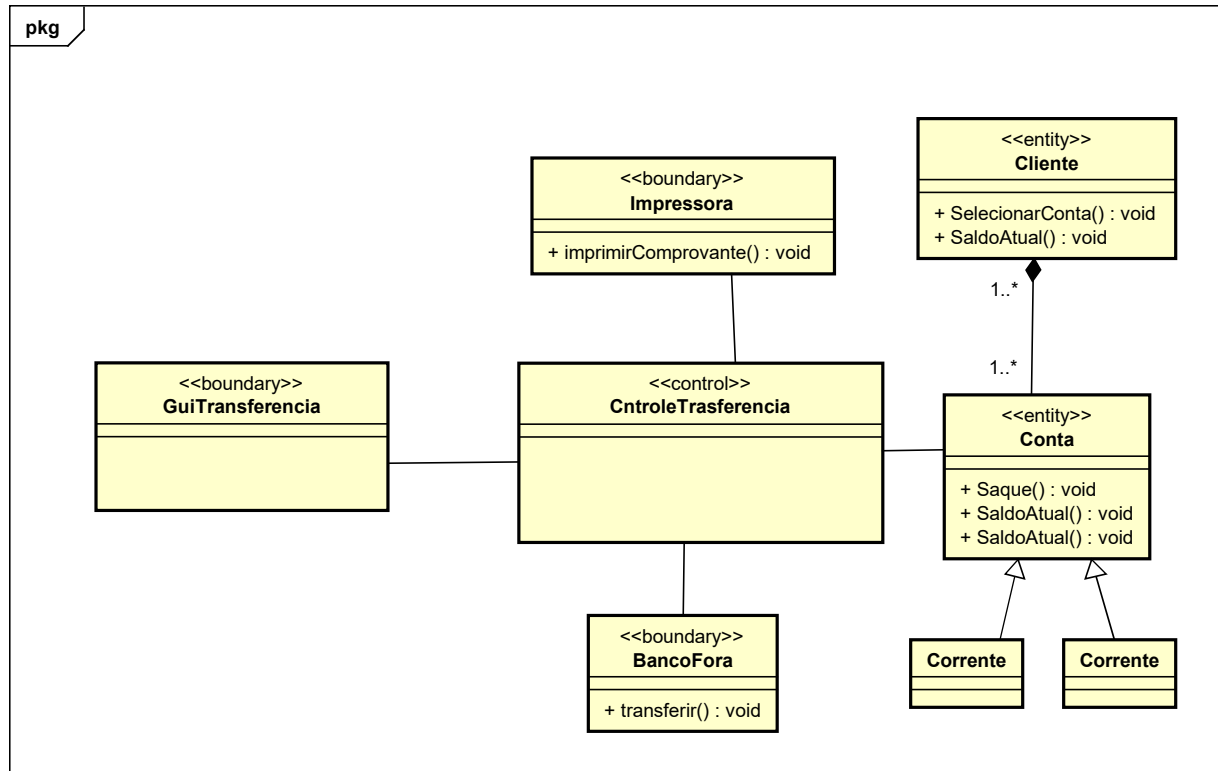 pkg
<<entity>>
Cliente
+ SelecionarConta() : void
+ SaldoAtual() : void
<<boundary>>
Impressora
+ imprimirComprovante() : void
1..*
1..*
<<boundary>>
GuiTransferencia
<<control>>
CntroleTrasferencia
<<entity>>
Conta
+ Saque() : void
+ SaldoAtual() : void
+ SaldoAtual() : void
<<boundary>>
BancoFora
+ transferir() : void
Corrente
Corrente